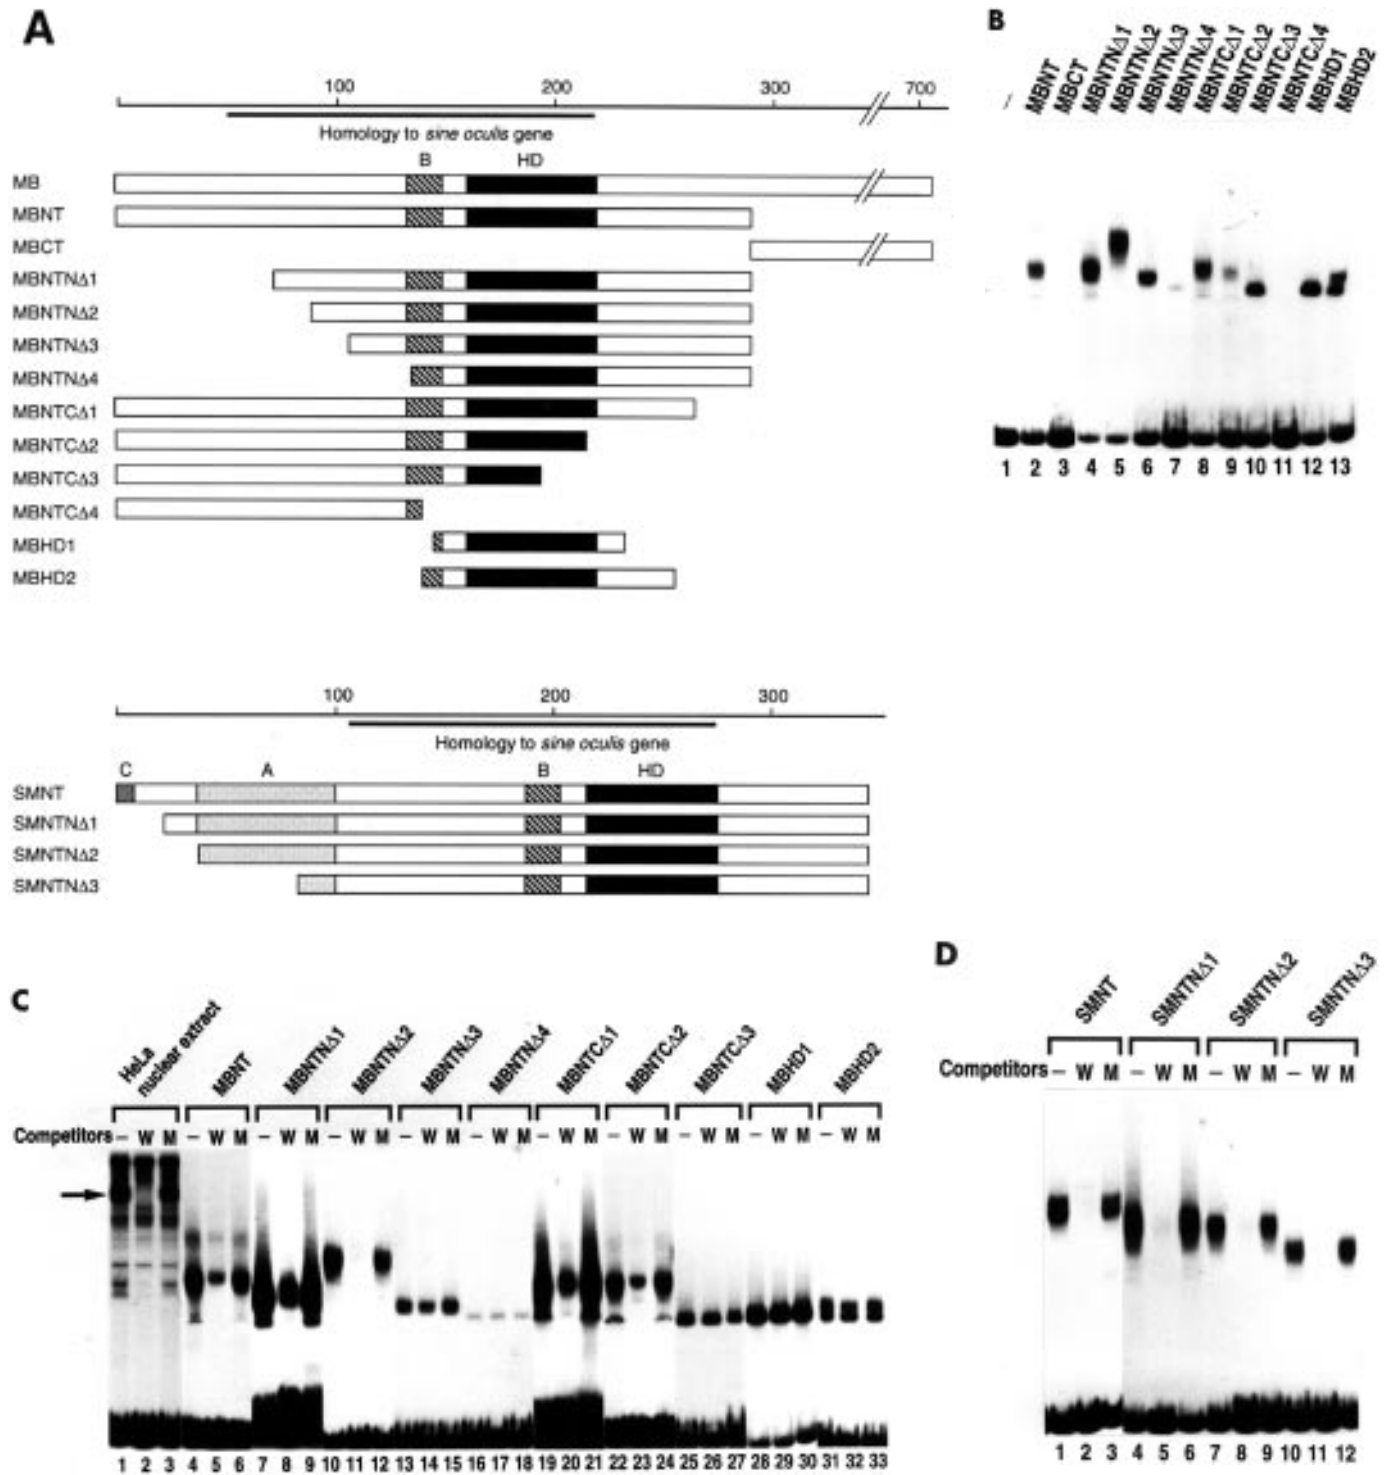 A
100 200 300 700
Homology to sine oculis gene
B HD
MB
MBNT
MBCT
MBNTNΔ1
MBNTNΔ2
MBNTNΔ3
MBNTNΔ4
MBNTCΔ1
MBNTCΔ2
MBNTCΔ3
MBNTCΔ4
MBHD1
MBHD2
100 200 300
Homology to sine oculis gene
C A B HD
SMNT
SMNTNΔ1
SMNTNΔ2
SMNTNΔ3
B
/ MBNT MBCT MBNTNΔ1 MBNTNΔ2 MBNTNΔ3 MBNTNΔ4 MBNTCΔ1 MBNTCΔ2 MBNTCΔ3 MBNTCΔ4 MBHD1 MBHD2
1 2 3 4 5 6 7 8 9 10 11 12 13
C
HeLa
nuclear extract MBNT MBNTNΔ1 MBNTNΔ2 MBNTNΔ3 MBNTNΔ4 MBNTCΔ1 MBNTCΔ2 MBNTCΔ3 MBHD1 MBHD2
Competitors – W M – W M – W M – W M – W M – W M – W M – W M – W M – W M – W M
1 2 3 4 5 6 7 8 9 10 11 12 13 14 15 16 17 18 19 20 21 22 23 24 25 26 27 28 29 30 31 32 33
D
SMNT SMNTNΔ1 SMNTNΔ2 SMNTNΔ3
Competitors – W M – W M – W M – W M
1 2 3 4 5 6 7 8 9 10 11 12